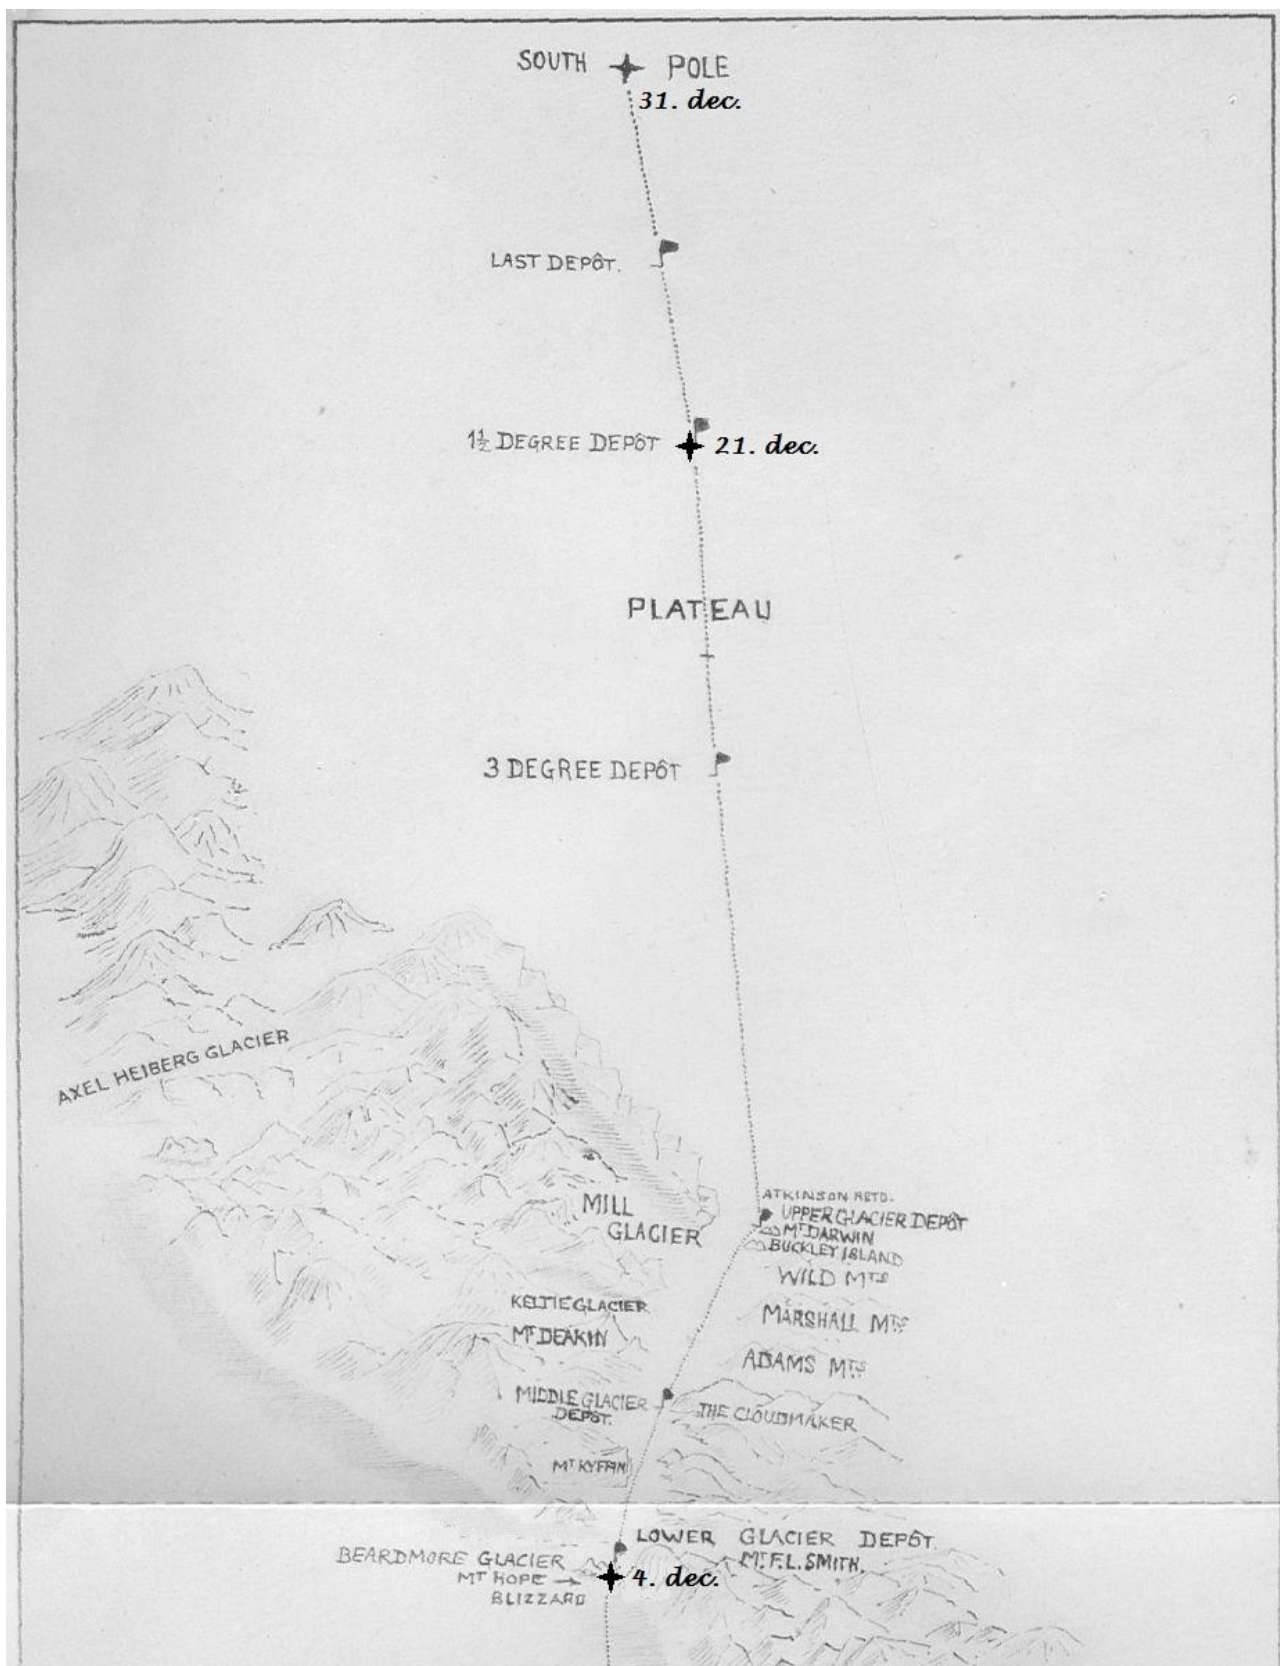 SOUTH POLE
31. dec.
LAST DEPÔT.
1½ DEGREE DEPÔT
21. dec.
PLATEAU
3 DEGREE DEPÔT
AXEL HEIBERG GLACIER
MILL
GLACIER
ATKINSON RETD.
UPPER GLACIER DEPÔT
MT DARWIN
BUCKLEY ISLAND
WILD MTS
KELTIE GLACIER
MARSHALL MTS
MT DEAKIN
ADAMS MTS
MIDDLE GLACIER
DEPÔT.
THE CLOUDMAKER
MT KYFFIN
LOWER GLACIER DEPÔT.
MT. F. L. SMITH.
BEARDMORE GLACIER
MT HOPE →
4. dec.
BLIZZARD